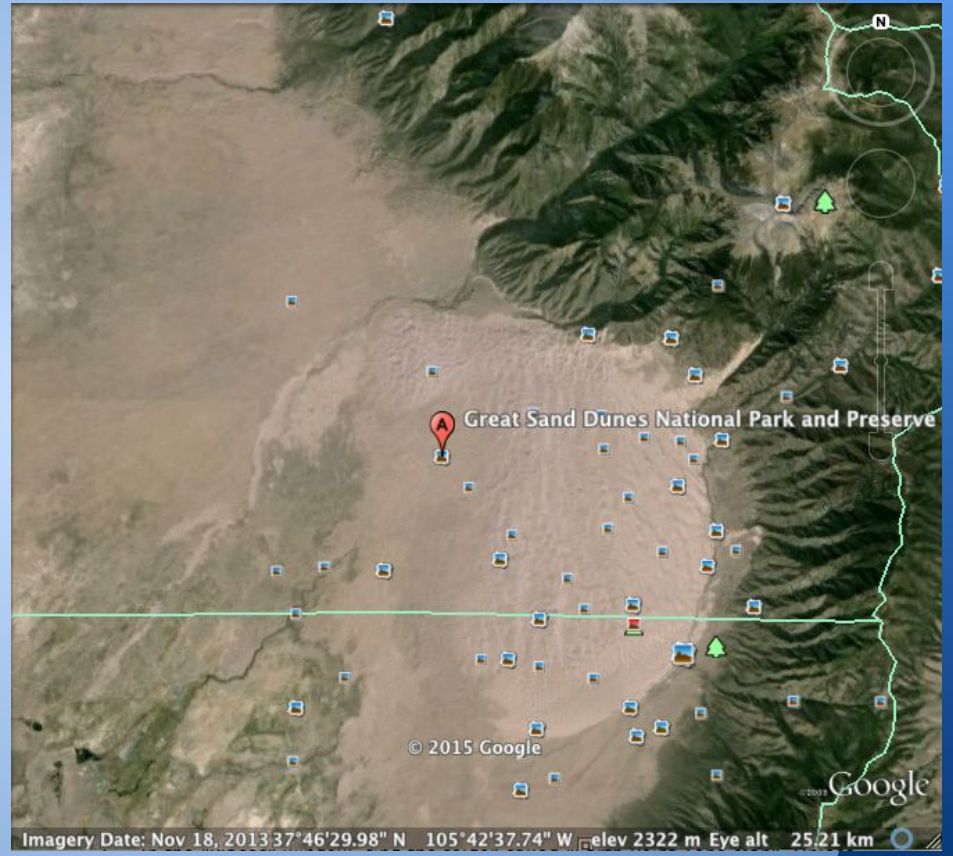 N
A
Great Sand Dunes National Park and Preserve
© 2015 Google
©2009 Google
Imagery Date: Nov 18, 2013 37°46'29.98" N 105°42'37.74" W elev 2322 m Eye alt 25.21 km